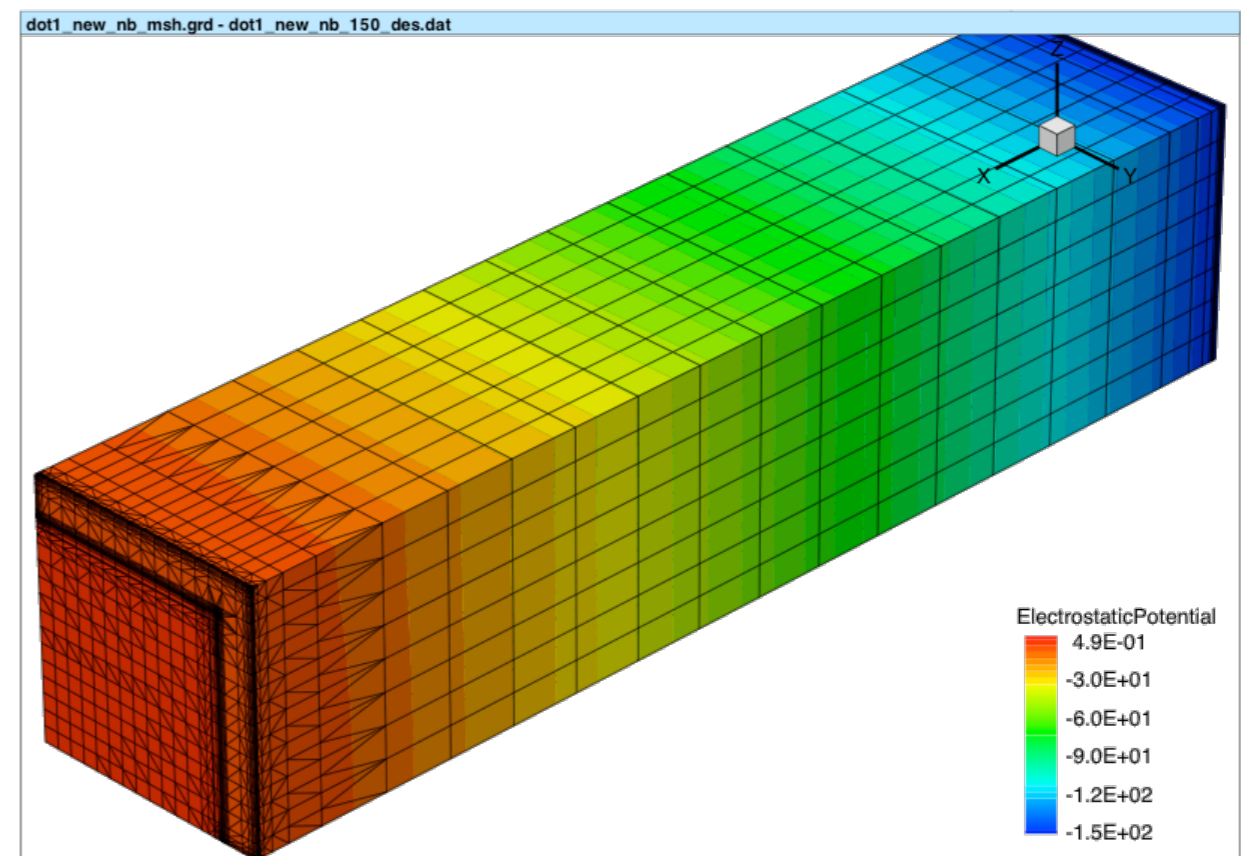 dot1_new_nb_msh.grd - dot1_new_nb_150_des.dat
Z
X
Y
ElectrostaticPotential
4.9E-01
-3.0E+01
-6.0E+01
-9.0E+01
-1.2E+02
-1.5E+02